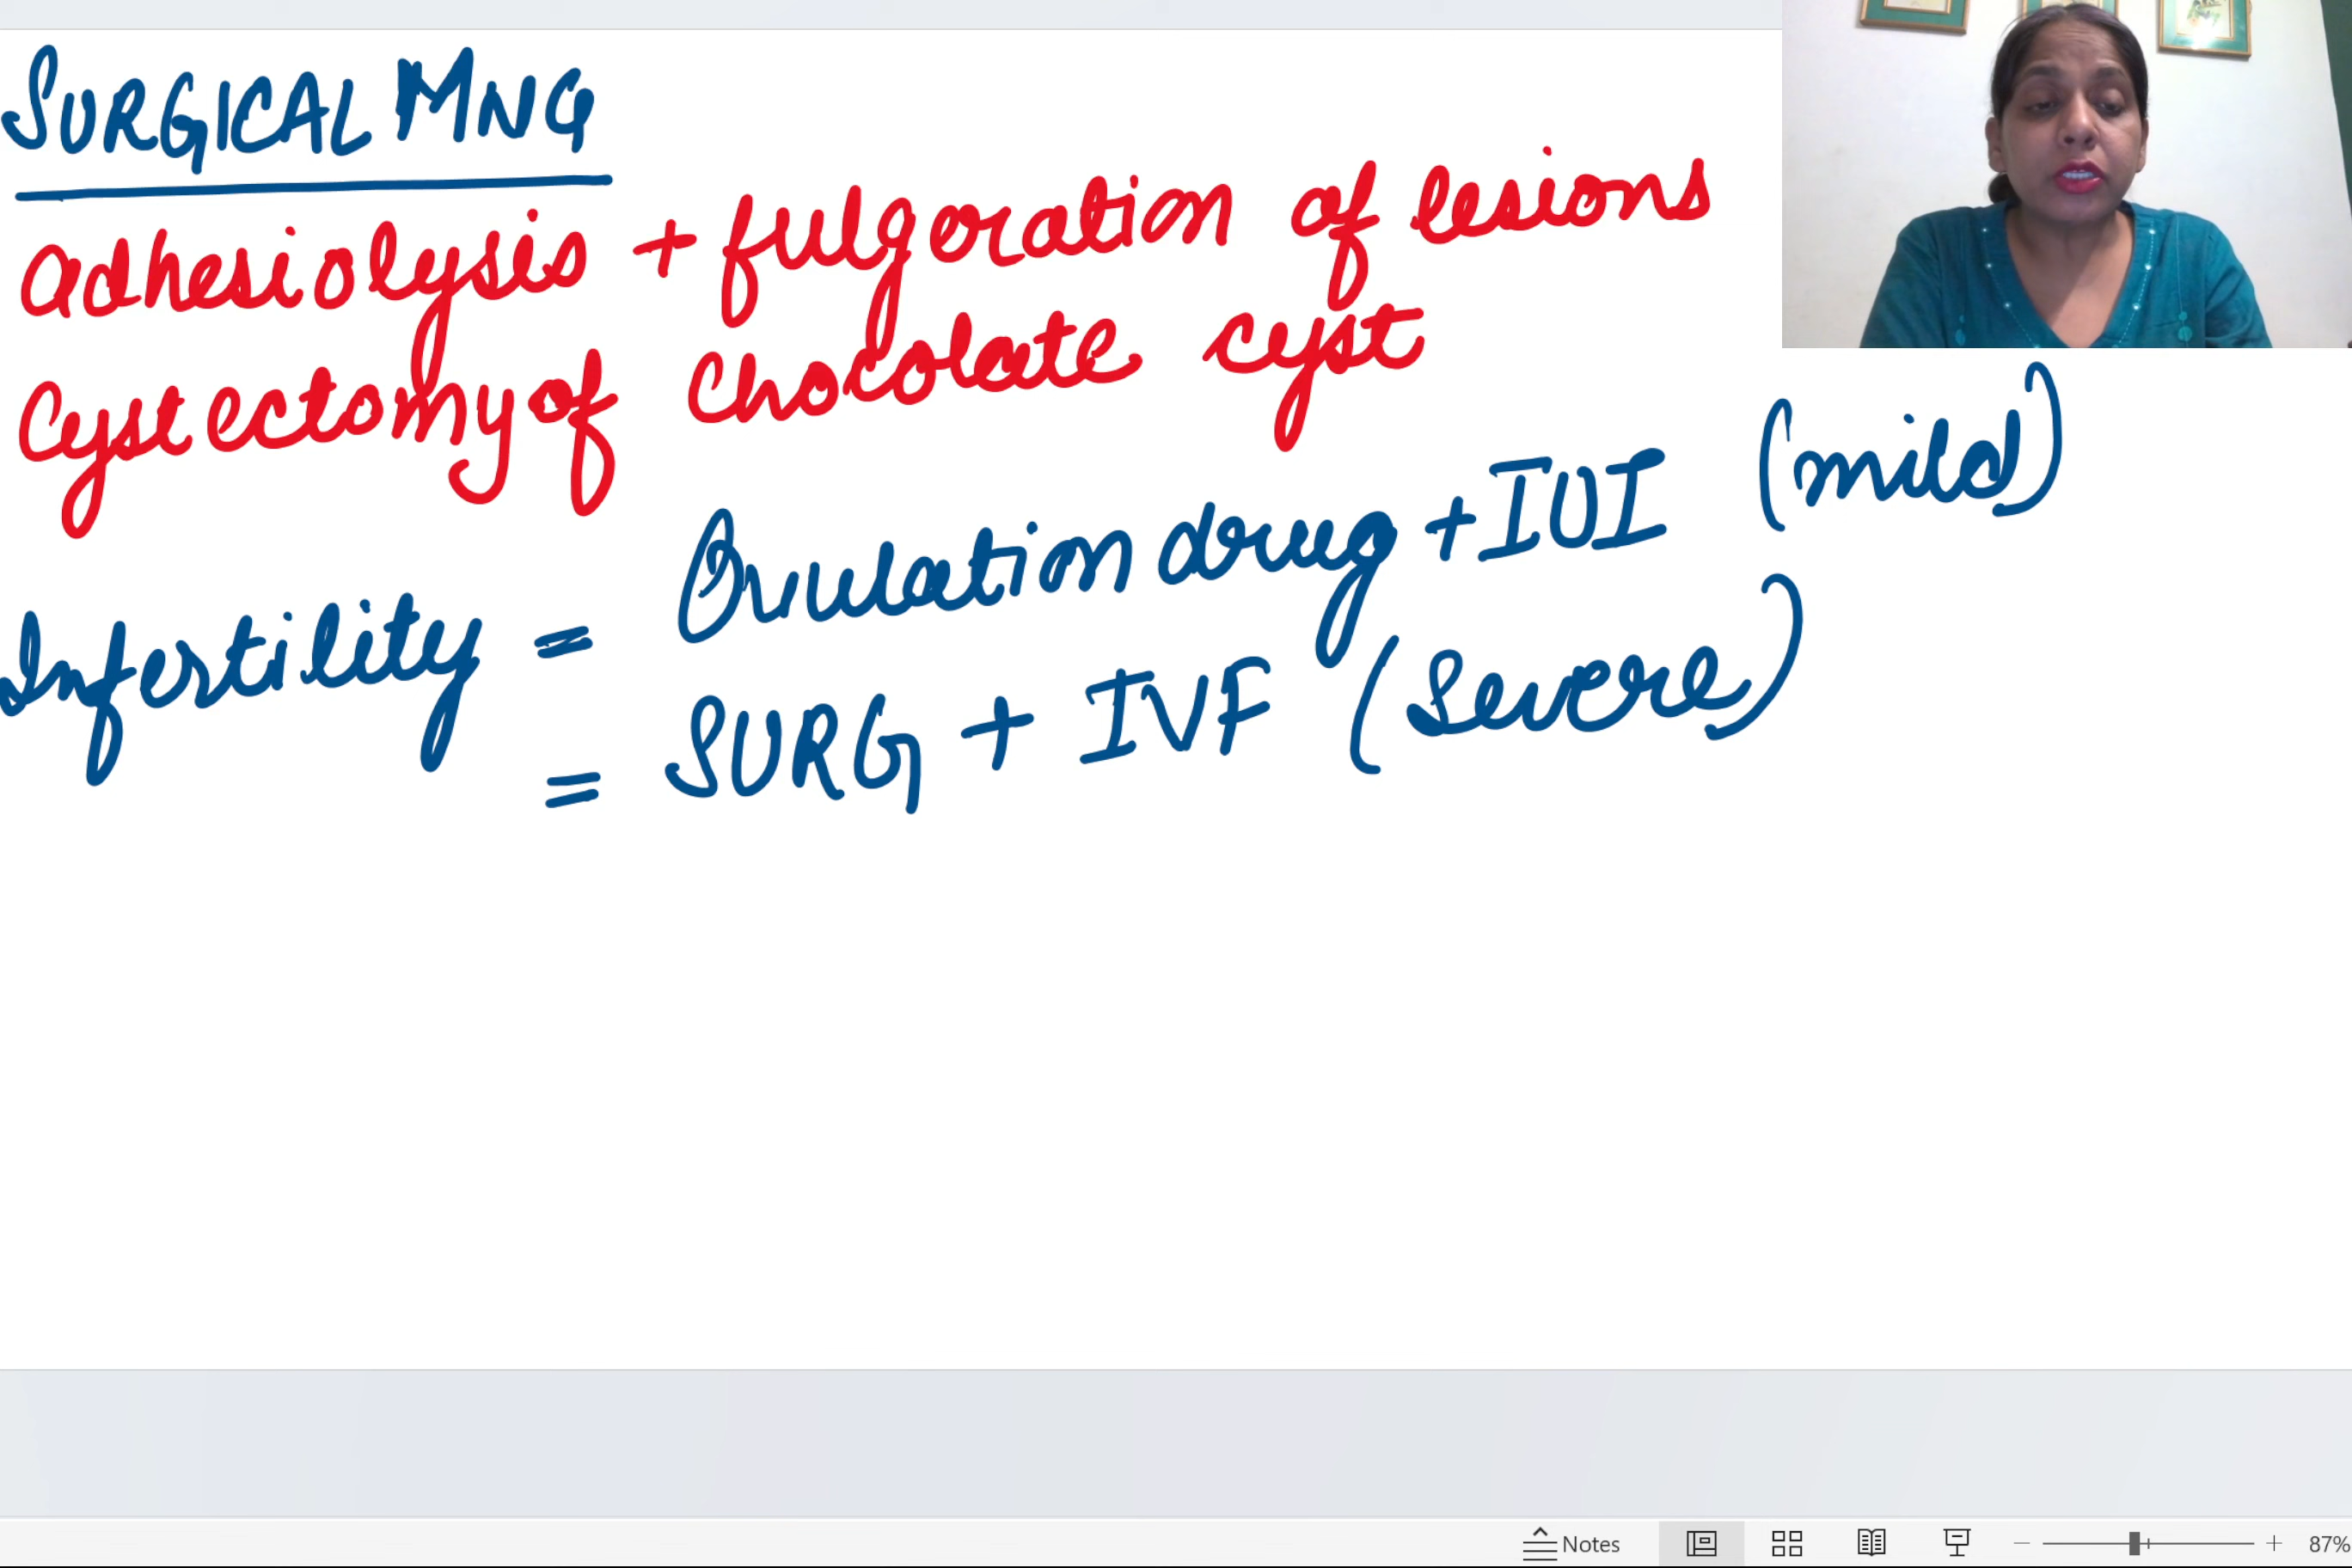 SURGICAL MNG
Adhesiolysis + fulgoration of lesions
Cystectomy of chocolate cyst
Infertility = Ovulation drug + IUI (mild)
= SURG + IVF (Severe)
Notes
87%